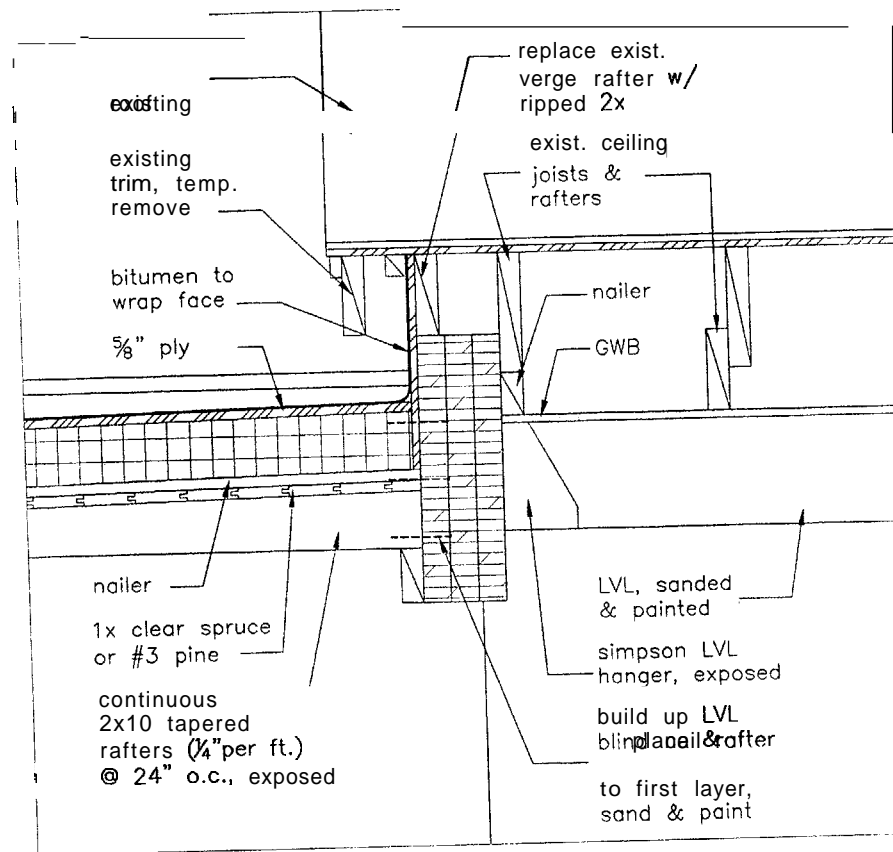 replace exist.
verge rafter w/
ripped 2x
existing
trim, temp.
remove
exist. ceiling
joists &
rafters
bitumen to
wrap face
nailer
⅝" ply
GWB
nailer
1x clear spruce
or #3 pine
continuous
2x10 tapered
rafters (¼"per ft.)
@ 24" o.c., exposed
LVL, sanded
& painted
simpson LVL
hanger, exposed
build up LVL
to first layer,
sand & paint